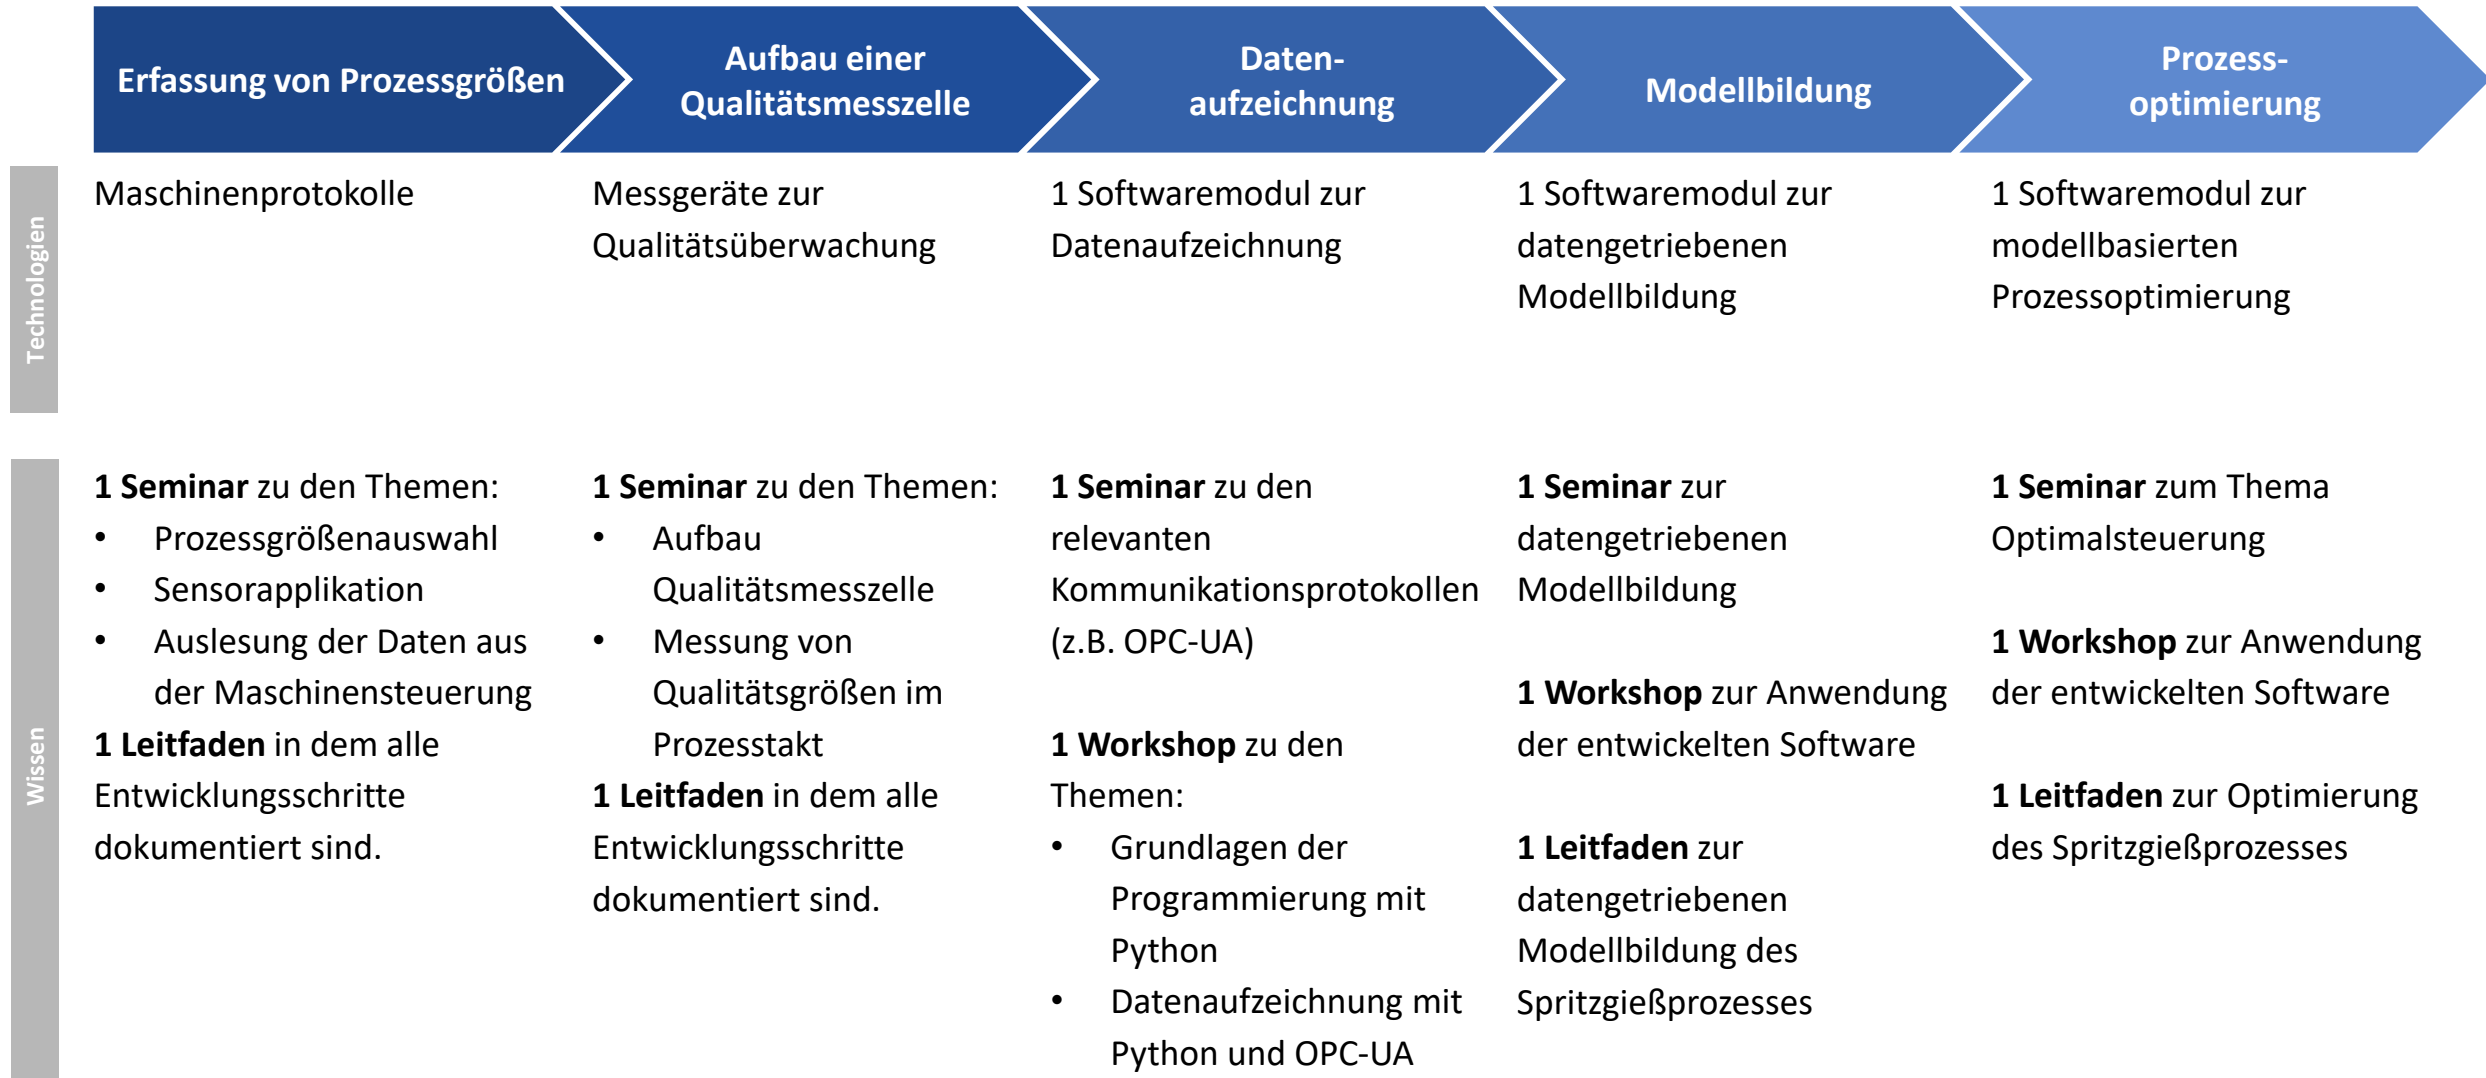 Erfassung von Prozessgrößen
Aufbau einer
Qualitätsmesszelle
Daten-
aufzeichnung
Modellbildung
Prozess-
optimierung
Technologien
Maschinenprotokolle
Messgeräte zur
Qualitätsüberwachung
1 Softwaremodul zur
Datenaufzeichnung
1 Softwaremodul zur
datengetriebenen
Modellbildung
1 Softwaremodul zur
modellbasierten
Prozessoptimierung
Wissen
1 Seminar zu den Themen:
• Prozessgrößenauswahl
• Sensorapplikation
• Auslesung der Daten aus
der Maschinensteuerung
1 Leitfaden in dem alle
Entwicklungsschritte
dokumentiert sind.
1 Seminar zu den Themen:
• Aufbau
Qualitätsmesszelle
• Messung von
Qualitätsgrößen im
Prozesstakt
1 Leitfaden in dem alle
Entwicklungsschritte
dokumentiert sind.
1 Seminar zu den
relevanten
Kommunikationsprotokollen
(z.B. OPC-UA)
1 Workshop zu den
Themen:
• Grundlagen der
Programmierung mit
Python
• Datenaufzeichnung mit
Python und OPC-UA
1 Seminar zur
datengetriebenen
Modellbildung
1 Workshop zur Anwendung
der entwickelten Software
1 Leitfaden zur
datengetriebenen
Modellbildung des
Spritzgießprozesses
1 Seminar zum Thema
Optimalsteuerung
1 Workshop zur Anwendung
der entwickelten Software
1 Leitfaden zur Optimierung
des Spritzgießprozesses